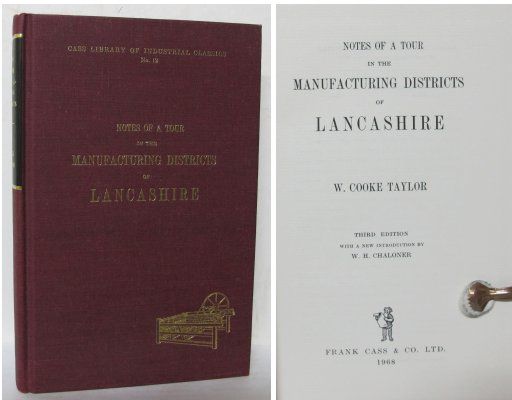 CASS LIBRARY OF INDUSTRIAL CLASSICS
No. 12
NOTES OF A TOUR
IN THE
MANUFACTURING DISTRICTS
OF
LANCASHIRE
NOTES OF A TOUR
IN THE
MANUFACTURING DISTRICTS
OF
LANCASHIRE
W. COOKE TAYLOR
THIRD EDITION
WITH A NEW INTRODUCTION BY
W. H. CHALONER
FRANK CASS & CO. LTD.
1968